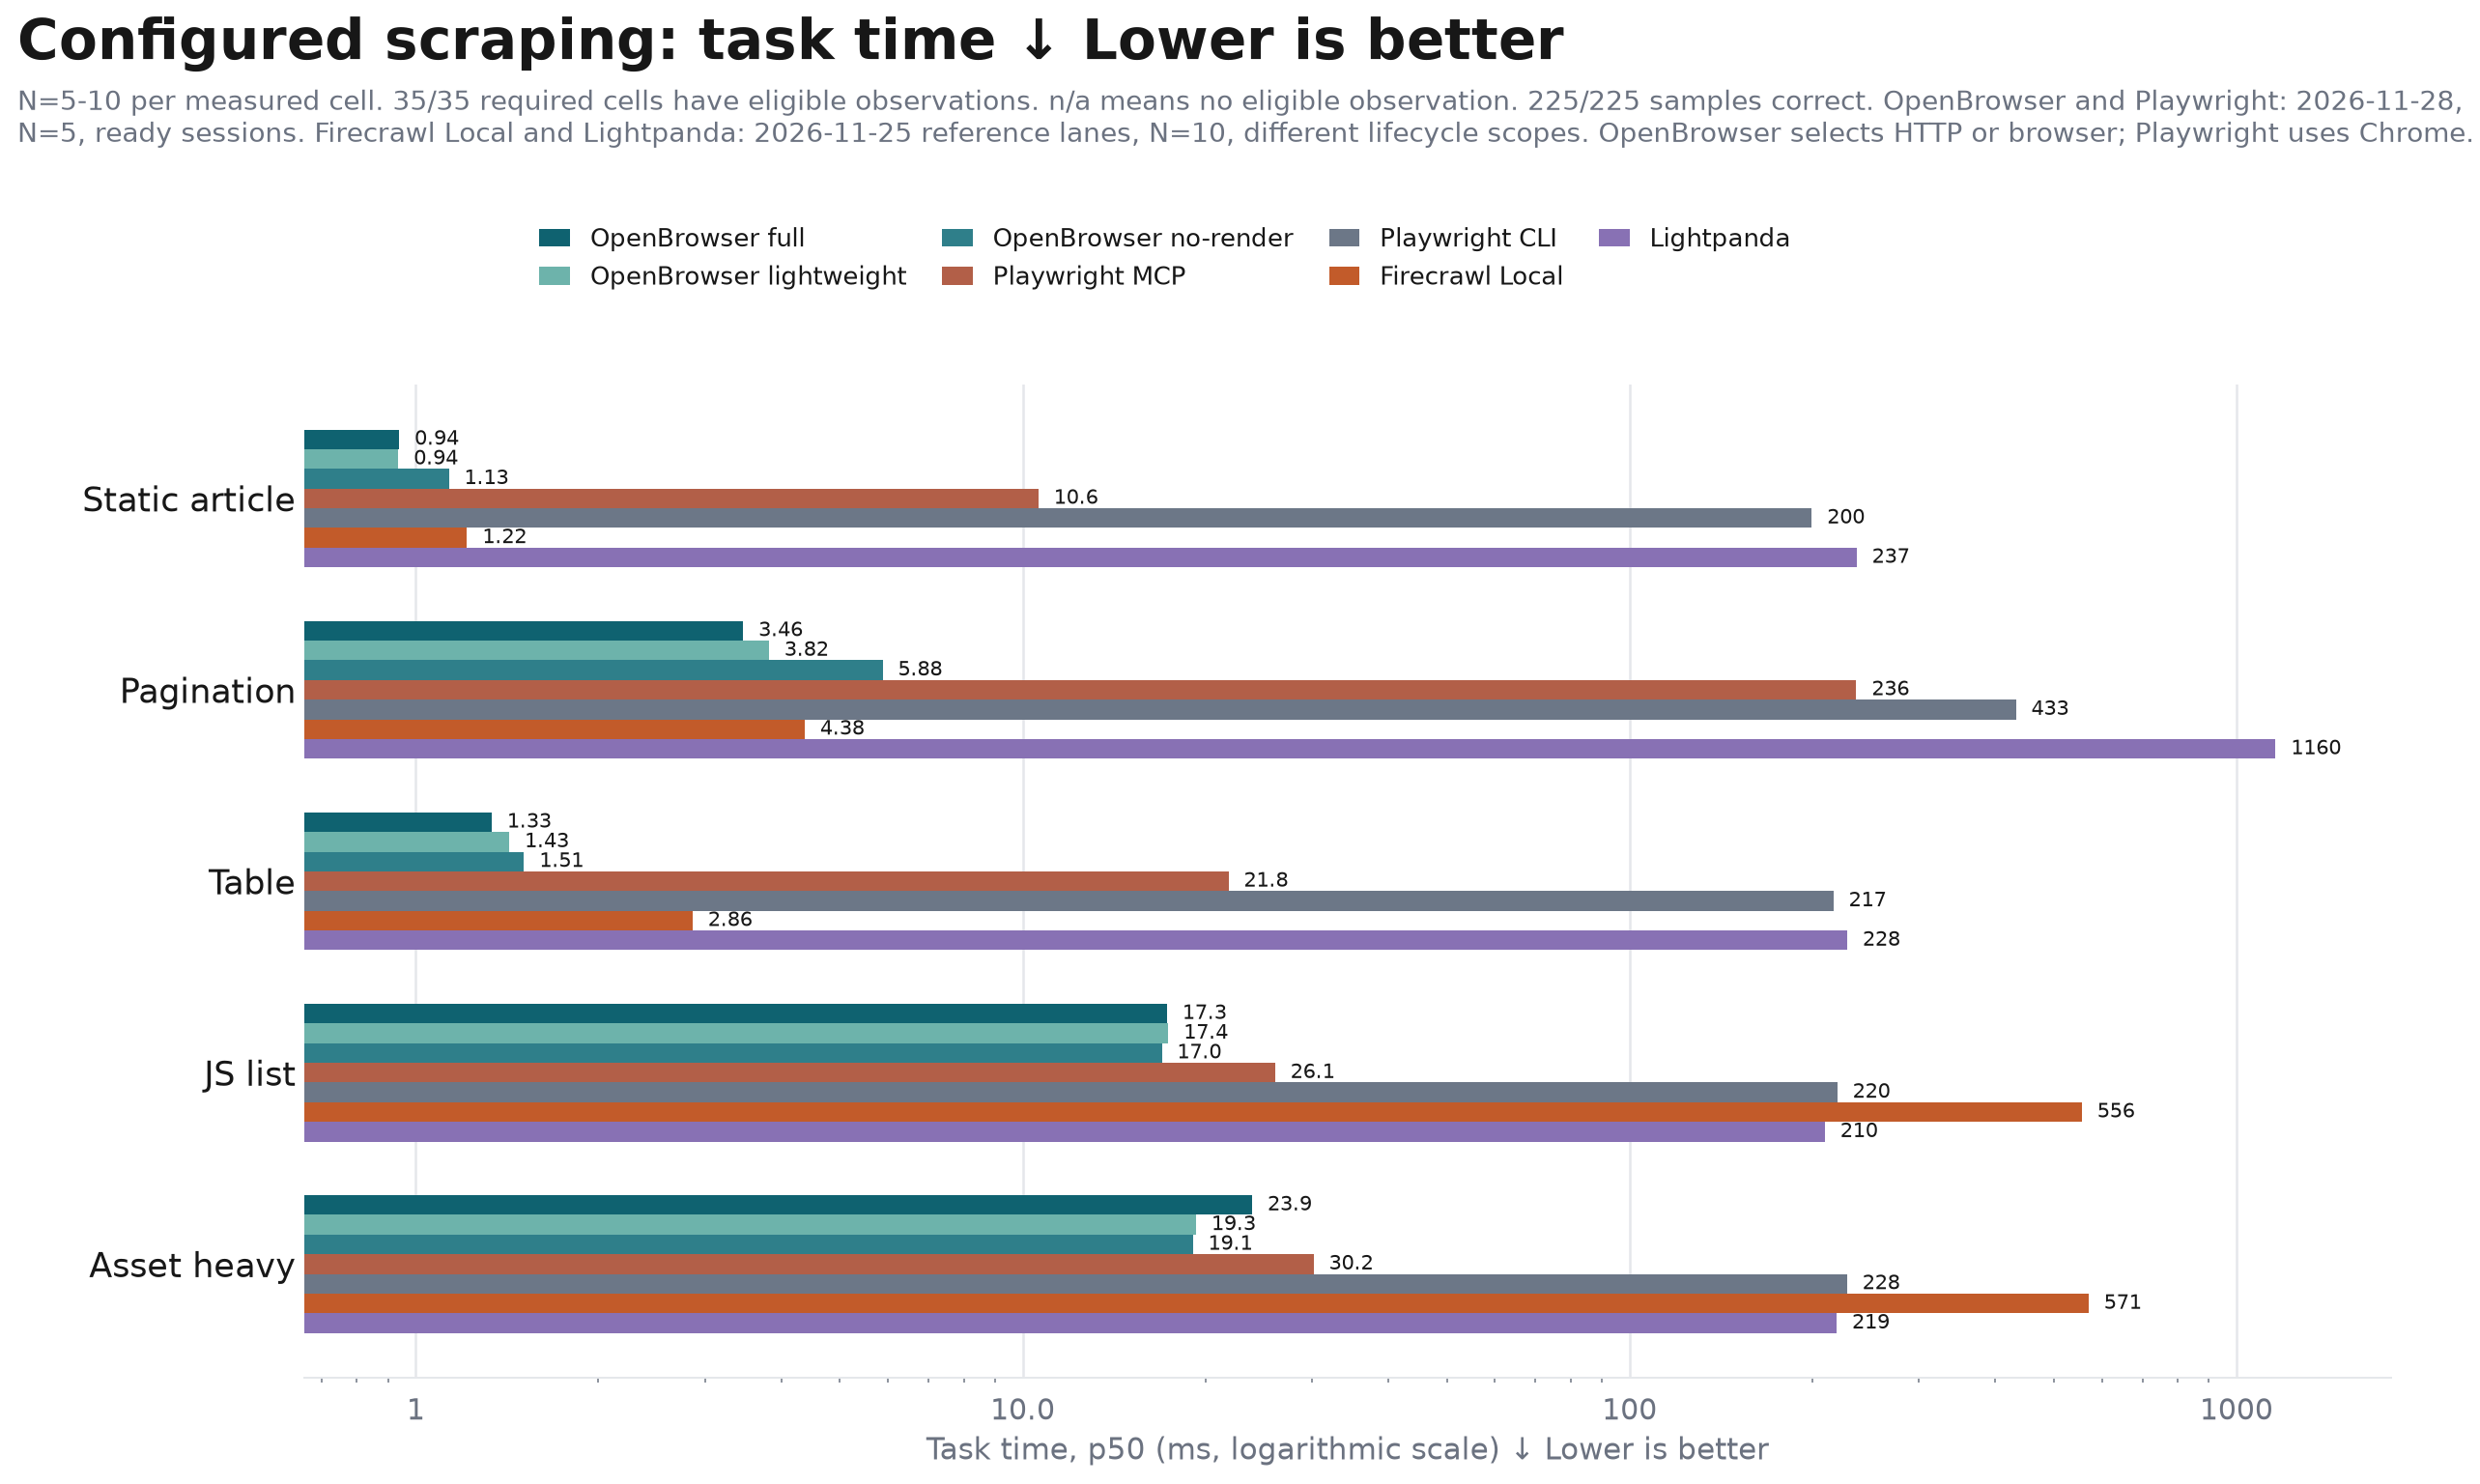 Configured scraping: task time ↓ Lower is better
N=5-10 per measured cell. 35/35 required cells have eligible observations. n/a means no eligible observation. 225/225 samples correct. OpenBrowser and Playwright: 2026-11-28,
N=5, ready sessions. Firecrawl Local and Lightpanda: 2026-11-25 reference lanes, N=10, different lifecycle scopes. OpenBrowser selects HTTP or browser; Playwright uses Chrome.
OpenBrowser full
OpenBrowser lightweight
OpenBrowser no-render
Playwright MCP
Playwright CLI
Firecrawl Local
Lightpanda
Static article
0.94
0.94
1.13
10.6
200
1.22
237
Pagination
3.46
3.82
5.88
236
433
4.38
1160
Table
1.33
1.43
1.51
21.8
217
2.86
228
JS list
17.3
17.4
17.0
26.1
220
556
210
Asset heavy
23.9
19.3
19.1
30.2
228
571
219
1
10.0
100
1000
Task time, p50 (ms, logarithmic scale) ↓ Lower is better